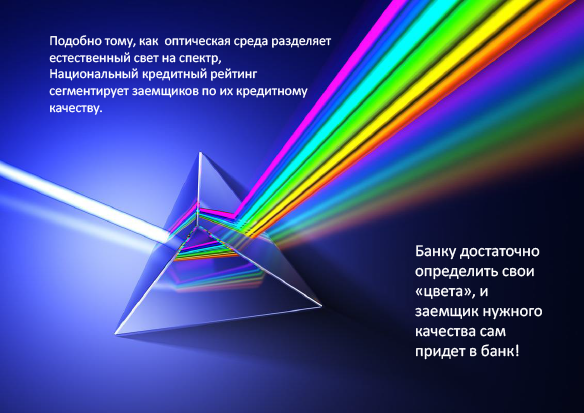 Подобно тому, как оптическая среда разделяет
естественный свет на спектр,
Национальный кредитный рейтинг
сегментирует заемщиков по их кредитному
качеству.
Банку достаточно
определить свои
«цвета», и
заемщик нужного
качества сам
придет в банк!